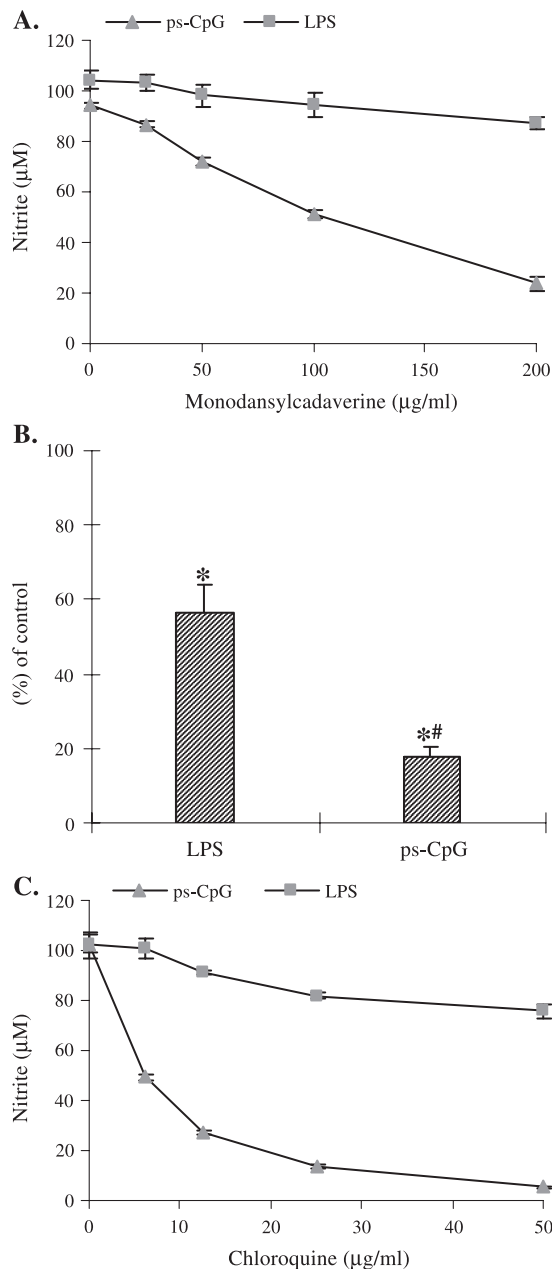 A.
ps-CpG LPS
120
100
80
60
40
20
0
Nitrite (μM)
0 50 100 150 200
Monodansylcadaverine (μg/ml)
B.
100
80
60
40
20
0
(%) of control
*
*#
LPS ps-CpG
C.
ps-CpG LPS
120
100
80
60
40
20
0
Nitrite (μM)
0 10 20 30 40 50
Chloroquine (μg/ml)